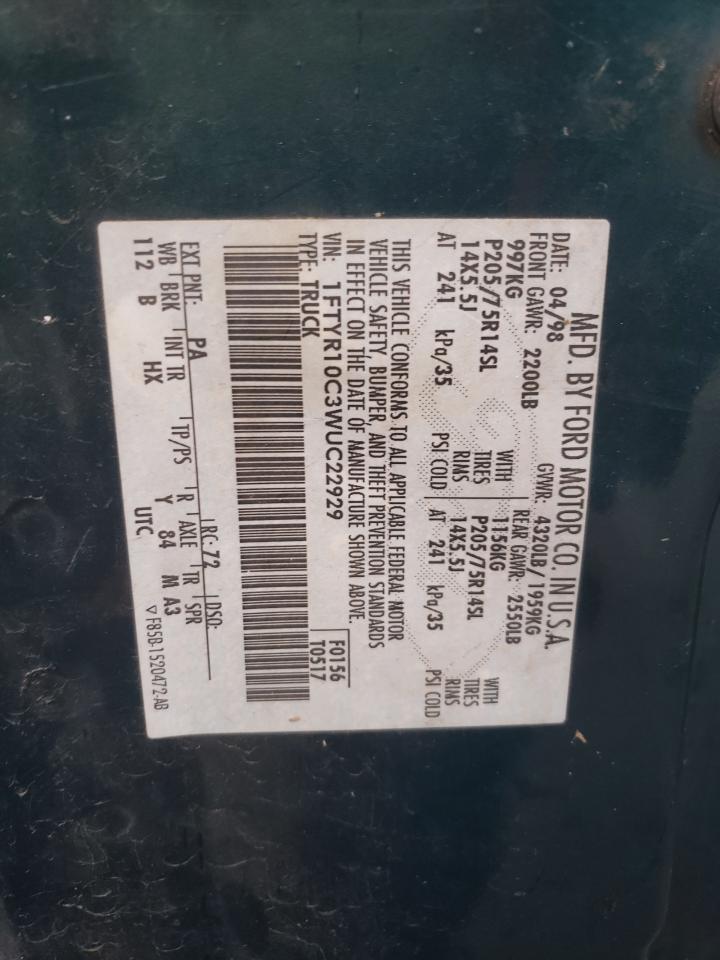 MFD. BY FORD MOTOR CO. IN U.S.A.
DATE: 04/98 GVWR: 4320LB/1959KG
FRONT GAWR: 2200LB REAR GAWR: 2550LB
997KG WITH 1156KG WITH
P205/75R14SL TIRES P205/75R14SL TIRES
14X5.5J RIMS 14X5.5J RIMS
AT 241 kPa/35 PSI COLD AT 241 kPa/35 PSI COLD
THIS VEHICLE CONFORMS TO ALL APPLICABLE FEDERAL MOTOR
VEHICLE SAFETY, BUMPER, AND THEFT PREVENTION STANDARDS
IN EFFECT ON THE DATE OF MANUFACTURE SHOWN ABOVE.
VIN: 1FTYR10C3WUC22929 F0156
TYPE: TRUCK T0517
EXT PNT: PA RC: 72 DSO:
WB BRK INT TR TP/PS R AXLE TR SPR
112 B HX Y 84 M A3
UTC ▽ F85B-1520472-AB